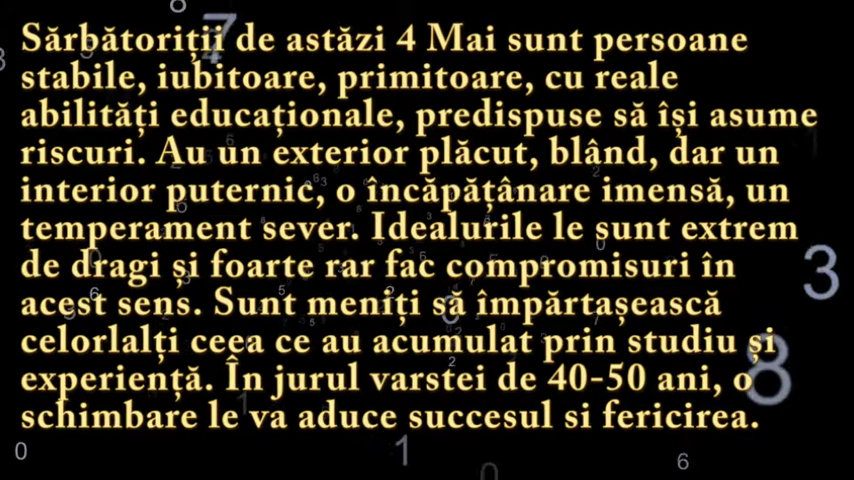 Sărbătoriții de astăzi 4 Mai sunt persoane
stabile, iubitoare, primitoare, cu reale
abilități educaționale, predispuse să își asume
riscuri. Au un exterior plăcut, blând, dar un
interior puternic, o încăpățânare imensă, un
temperament sever. Idealurile le sunt extrem
de dragi și foarte rar fac compromisuri în
acest sens. Sunt meniți să împărtașească
celorlalți ceea ce au acumulat prin studiu și
experiență. În jurul varstei de 40-50 ani, o
schimbare le va aduce succesul si fericirea.